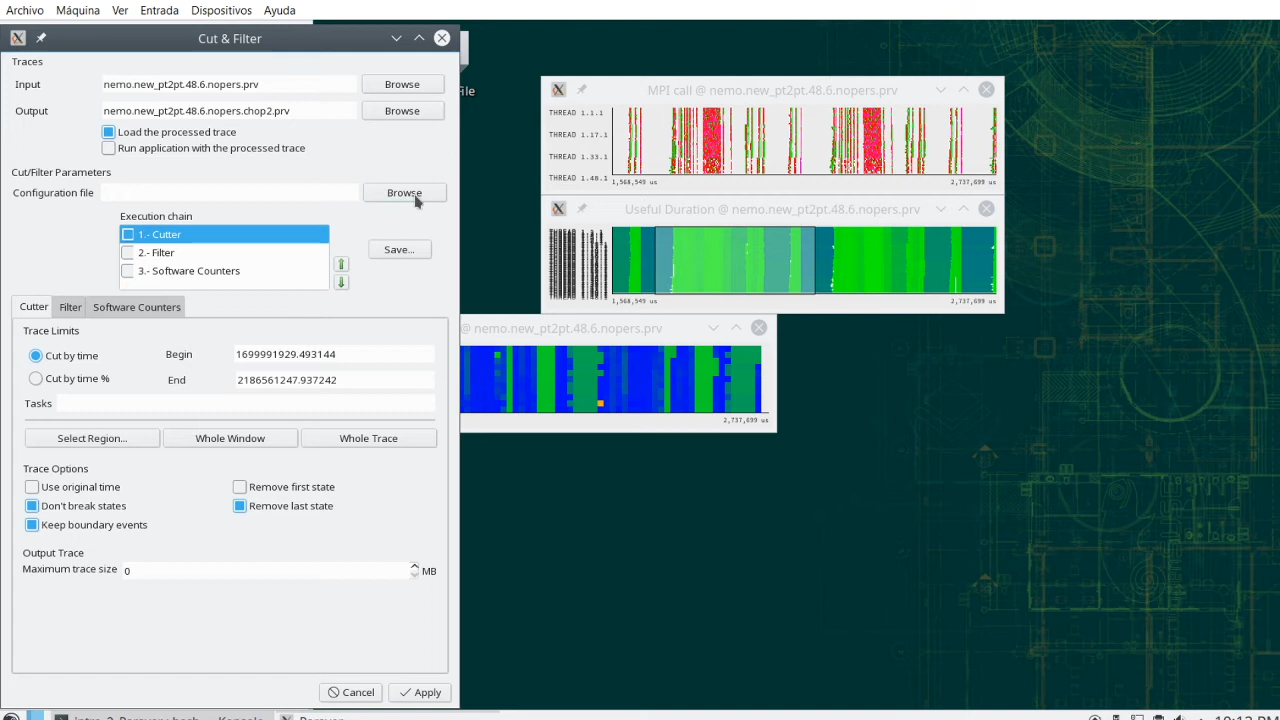 Archivo Máquina Ver Entrada Dispositivos Ayuda
Cut & Filter
Traces
Input nemo.new_pt2pt.48.6.nopers.prv Browse
Output nemo.new_pt2pt.48.6.nopers.chop2.prv Browse
Load the processed trace
Run application with the processed trace
Cut/Filter Parameters
Configuration file Browse
Execution chain
1.- Cutter
2.- Filter
3.- Software Counters
Save...
Cutter Filter Software Counters
Trace Limits
Cut by time Begin 1699991929.493144
Cut by time % End 2186561247.937242
Tasks
Select Region... Whole Window Whole Trace
Trace Options
Use original time Remove first state
Don't break states Remove last state
Keep boundary events
Output Trace
Maximum trace size 0 MB
Cancel Apply
ile
MPI call @ nemo.new_pt2pt.48.6.nopers.prv
THREAD 1.1.1
THREAD 1.17.1
THREAD 1.33.1
THREAD 1.48.1
1,568,549 us 2,737,699 us
Useful Duration @ nemo.new_pt2pt.48.6.nopers.prv
1,568,549 us 2,737,699 us
@ nemo.new_pt2pt.48.6.nopers.prv
2,737,699 us